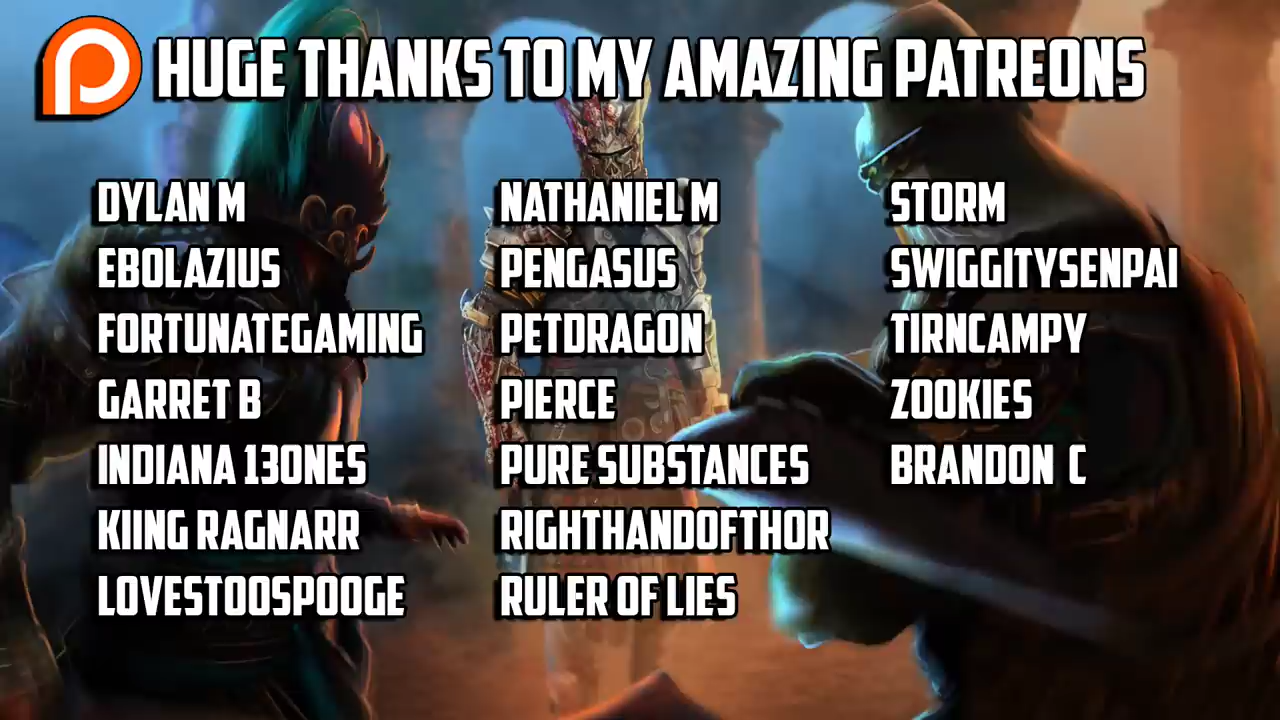 HUGE THANKS TO MY AMAZING PATREONS
DYLAN M
EBOLAZIUS
FORTUNATEGAMING
GARRET B
INDIANA 13ONES
KIING RAGNARR
LOVESTOOSPOOGE
NATHANIEL M
PENGASUS
PETDRAGON
PIERCE
PURE SUBSTANCES
RIGHTHANDOFTHOR
RULER OF LIES
STORM
SWIGGITYSENPAI
TIRNCAMPY
ZOOKIES
BRANDON C